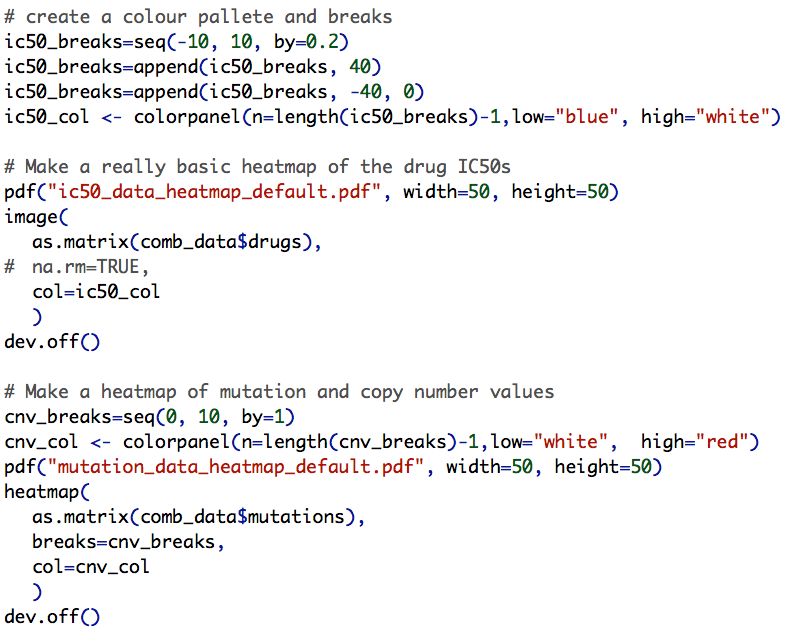 # create a colour pallete and breaks
ic50_breaks=seq(-10, 10, by=0.2)
ic50_breaks=append(ic50_breaks, 40)
ic50_breaks=append(ic50_breaks, -40, 0)
ic50_col <- colorpanel(n=length(ic50_breaks)-1,low="blue", high="white")

# Make a really basic heatmap of the drug IC50s
pdf("ic50_data_heatmap_default.pdf", width=50, height=50)
image(
   as.matrix(comb_data$drugs),
#  na.rm=TRUE,
   col=ic50_col
   )
dev.off()

# Make a heatmap of mutation and copy number values
cnv_breaks=seq(0, 10, by=1)
cnv_col <- colorpanel(n=length(cnv_breaks)-1,low="white",  high="red")
pdf("mutation_data_heatmap_default.pdf", width=50, height=50)
heatmap(
   as.matrix(comb_data$mutations),
   breaks=cnv_breaks,
   col=cnv_col
   )
dev.off()